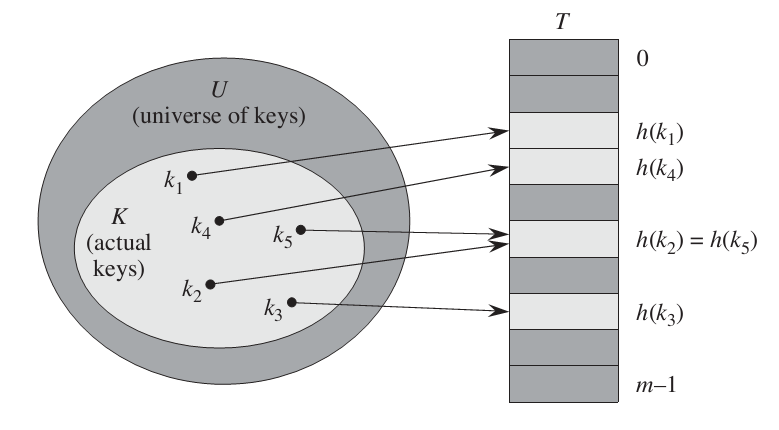 T
0
U
(universe of keys)
h(k₁)
h(k₄)
k₁
K
(actual
keys)
k₄
k₅
h(k₂) = h(k₅)
k₂
k₃
h(k₃)
m–1